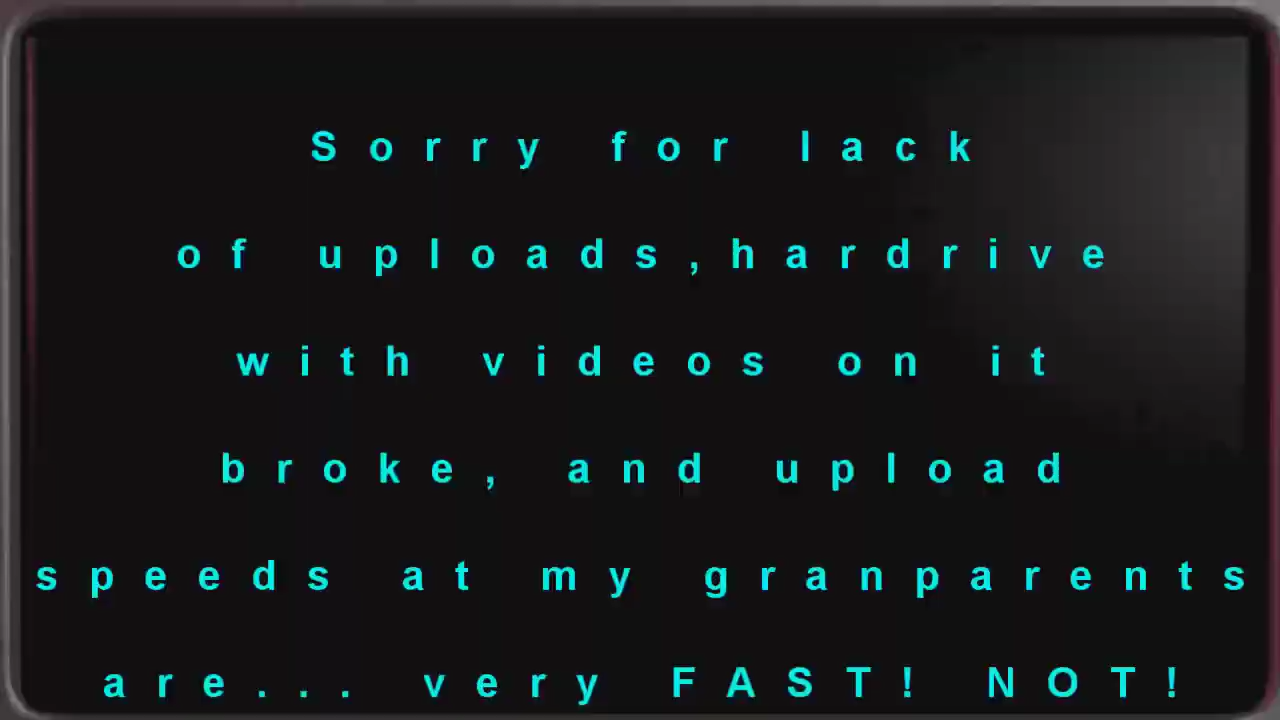 Sorry for lack
of uploads,hardrive
with videos on it
broke, and upload
speeds at my granparents
are... very FAST! NOT!